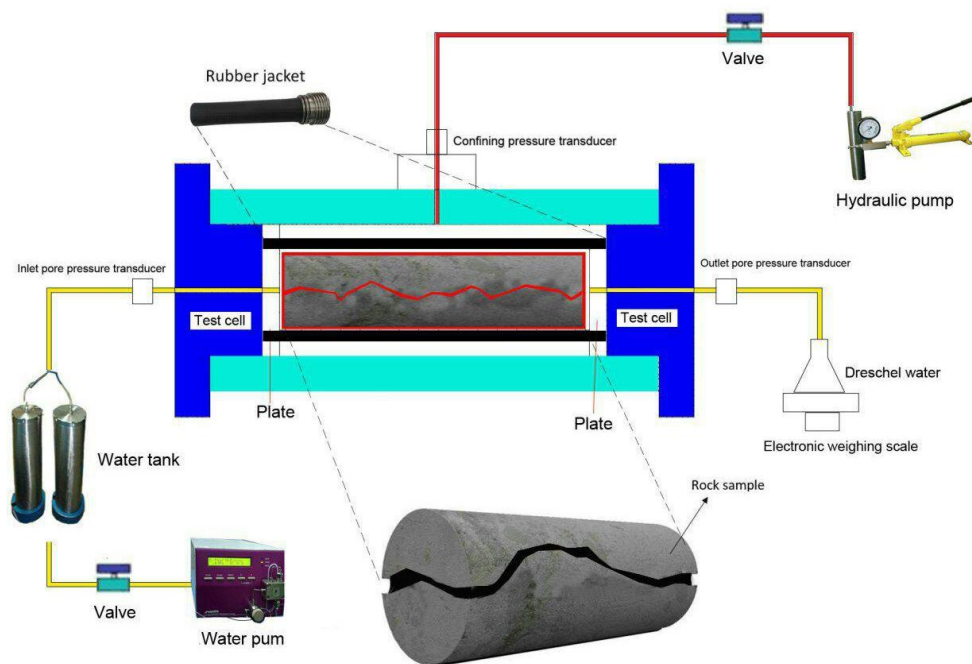 Valve
Rubber jacket
Confining pressure transducer
Hydraulic pump
Inlet pore pressure transducer
Outlet pore pressure transducer
Test cell
Test cell
Dreschel water
Plate
Plate
Electronic weighing scale
Water tank
Rock sample
Valve
Water pum